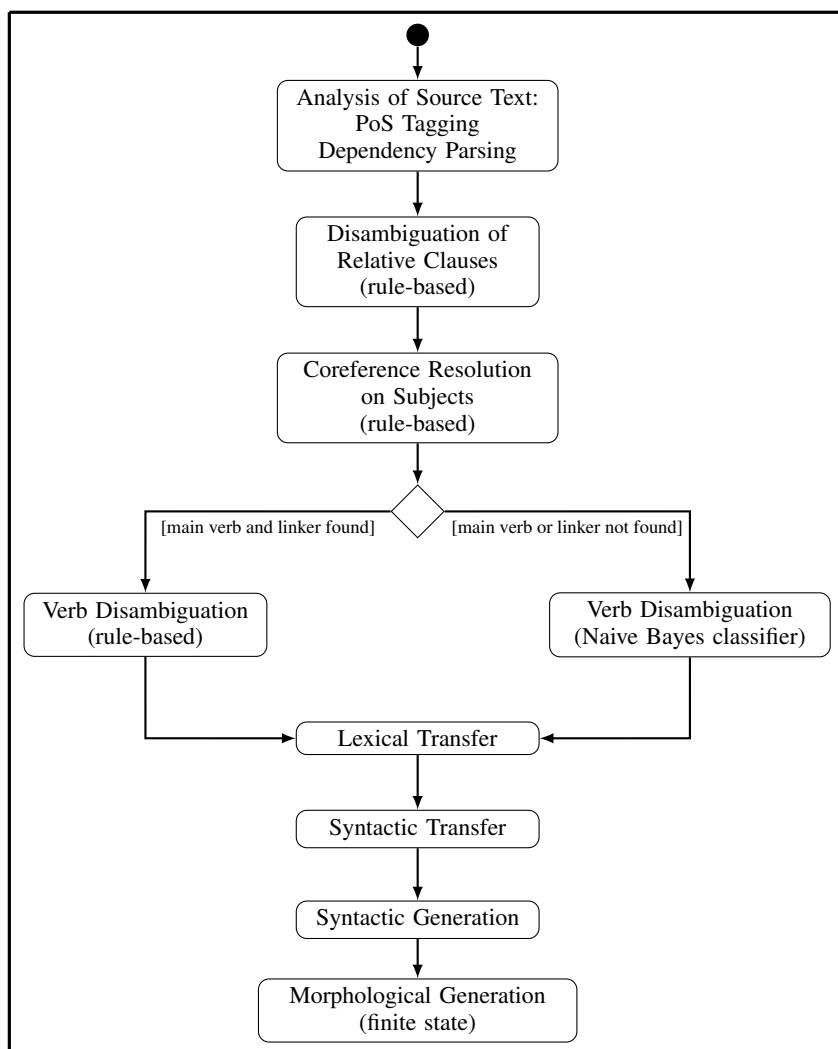 Analysis of Source Text:
PoS Tagging
Dependency Parsing
Disambiguation of
Relative Clauses
(rule-based)
Coreference Resolution
on Subjects
(rule-based)
[main verb and linker found]
[main verb or linker not found]
Verb Disambiguation
(rule-based)
Verb Disambiguation
(Naive Bayes classifier)
Lexical Transfer
Syntactic Transfer
Syntactic Generation
Morphological Generation
(finite state)